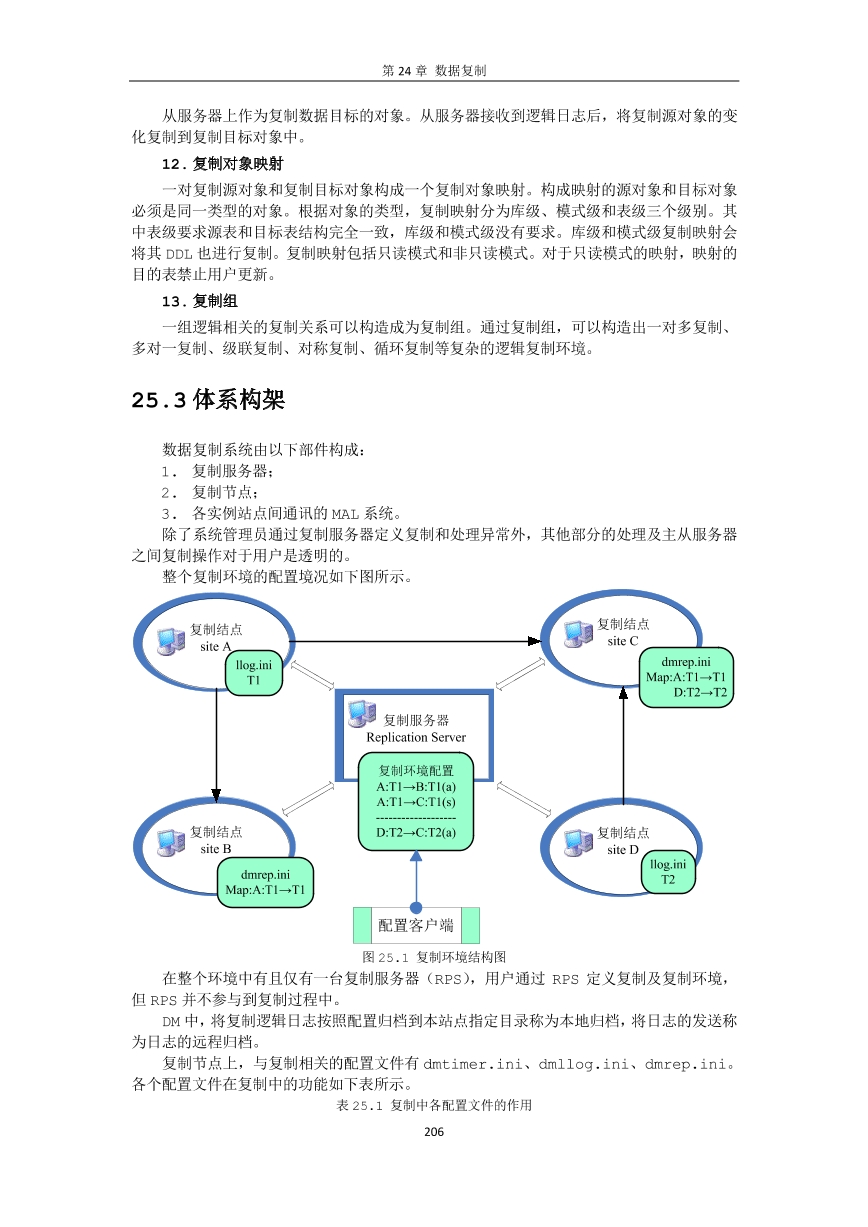 第 24 章 数据复制
从服务器上作为复制数据目标的对象。从服务器接收到逻辑日志后，将复制源对象的变
化复制到复制目标对象中。
12. 复制对象映射
一对复制源对象和复制目标对象构成一个复制对象映射。构成映射的源对象和目标对象
必须是同一类型的对象。根据对象的类型，复制映射分为库级、模式级和表级三个级别。其
中表级要求源表和目标表结构完全一致，库级和模式级没有要求。库级和模式级复制映射会
将其 DDL 也进行复制。复制映射包括只读模式和非只读模式。对于只读模式的映射，映射的
目的表禁止用户更新。
13. 复制组
一组逻辑相关的复制关系可以构造成为复制组。通过复制组，可以构造出一对多复制、
多对一复制、级联复制、对称复制、循环复制等复杂的逻辑复制环境。
25.3 体系构架
数据复制系统由以下部件构成：
1. 复制服务器；
2. 复制节点；
3. 各实例站点间通讯的 MAL 系统。
除了系统管理员通过复制服务器定义复制和处理异常外，其他部分的处理及主从服务器
之间复制操作对于用户是透明的。
整个复制环境的配置境况如下图所示。
复制结点
site A
llog.ini
T1
复制结点
site C
dmrep.ini
Map:A:T1→T1
D:T2→T2
复制服务器
Replication Server
复制环境配置
A:T1→B:T1(a)
A:T1→C:T1(s)
-------------------
D:T2→C:T2(a)
复制结点
site B
dmrep.ini
Map:A:T1→T1
复制结点
site D
llog.ini
T2
配置客户端
图 25.1 复制环境结构图
在整个环境中有且仅有一台复制服务器（RPS），用户通过 RPS 定义复制及复制环境，
但 RPS 并不参与到复制过程中。
DM 中，将复制逻辑日志按照配置归档到本站点指定目录称为本地归档，将日志的发送称
为日志的远程归档。
复制节点上，与复制相关的配置文件有 dmtimer.ini、dmllog.ini、dmrep.ini。
各个配置文件在复制中的功能如下表所示。
表 25.1 复制中各配置文件的作用
206